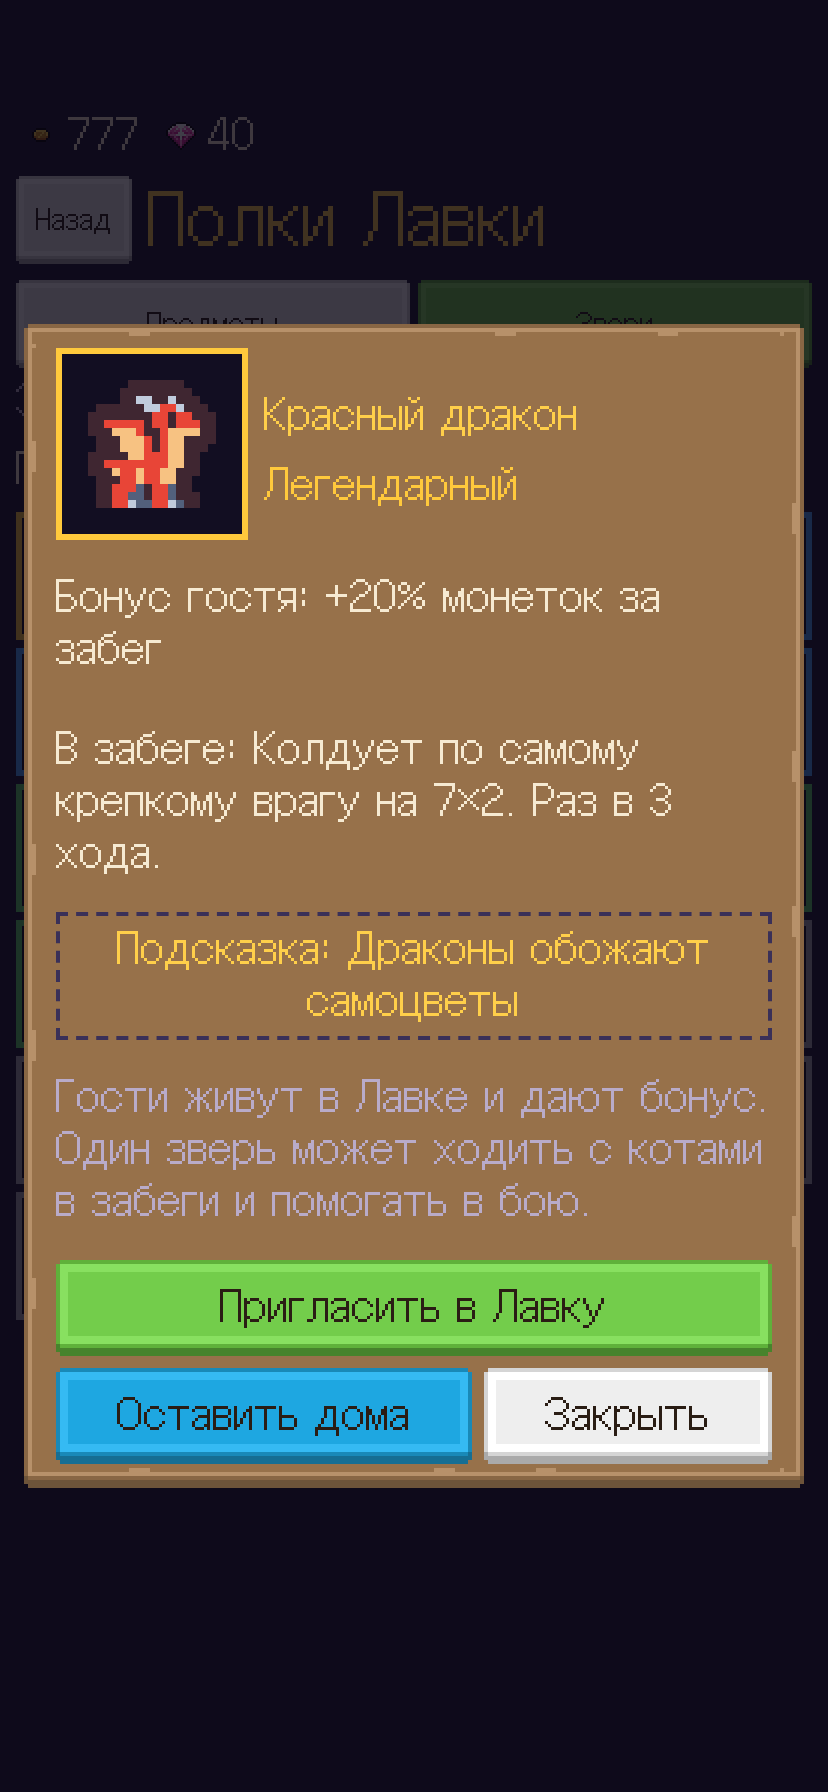 777 40
Назад
Полки Лавки
Предметы
Звери
Красный дракон
Легендарный
Бонус гостя: +20% монеток за
забег
В забеге: Колдует по самому
крепкому врагу на 7×2. Раз в 3
хода.
Подсказка: Драконы обожают
самоцветы
Гости живут в Лавке и дают бонус.
Один зверь может ходить с котами
в забеги и помогать в бою.
Пригласить в Лавку
Оставить дома
Закрыть